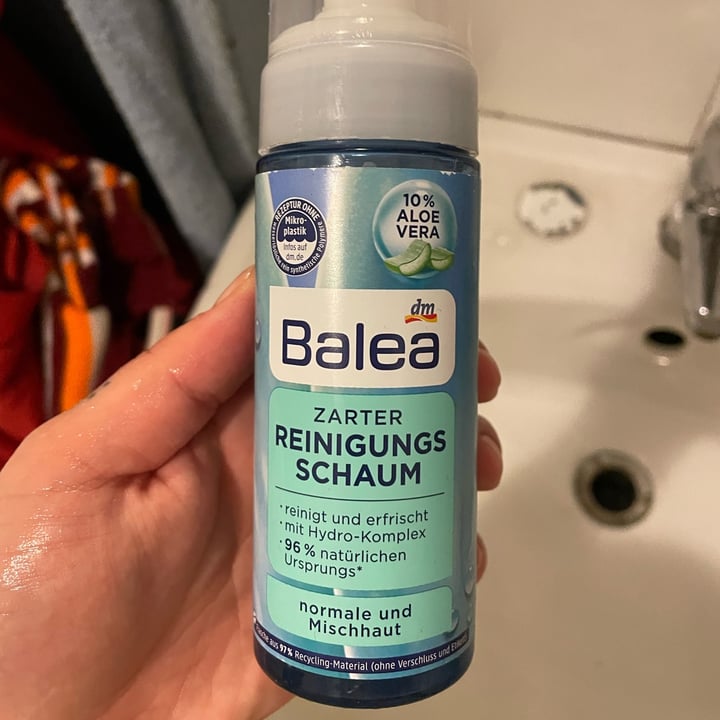 REZEPTUR OHNE
Mikro-
plastik
Infos auf
dm.de
10%
ALOE
VERA
dm
Balea
ZARTER
REINIGUNGS
SCHAUM
· reinigt und erfrischt
· mit Hydro-Komplex
· 96 % natürlichen
Ursprungs*
normale und
Mischhaut
aus 97% Recycling-Material (ohne Verschluss und Etikett)